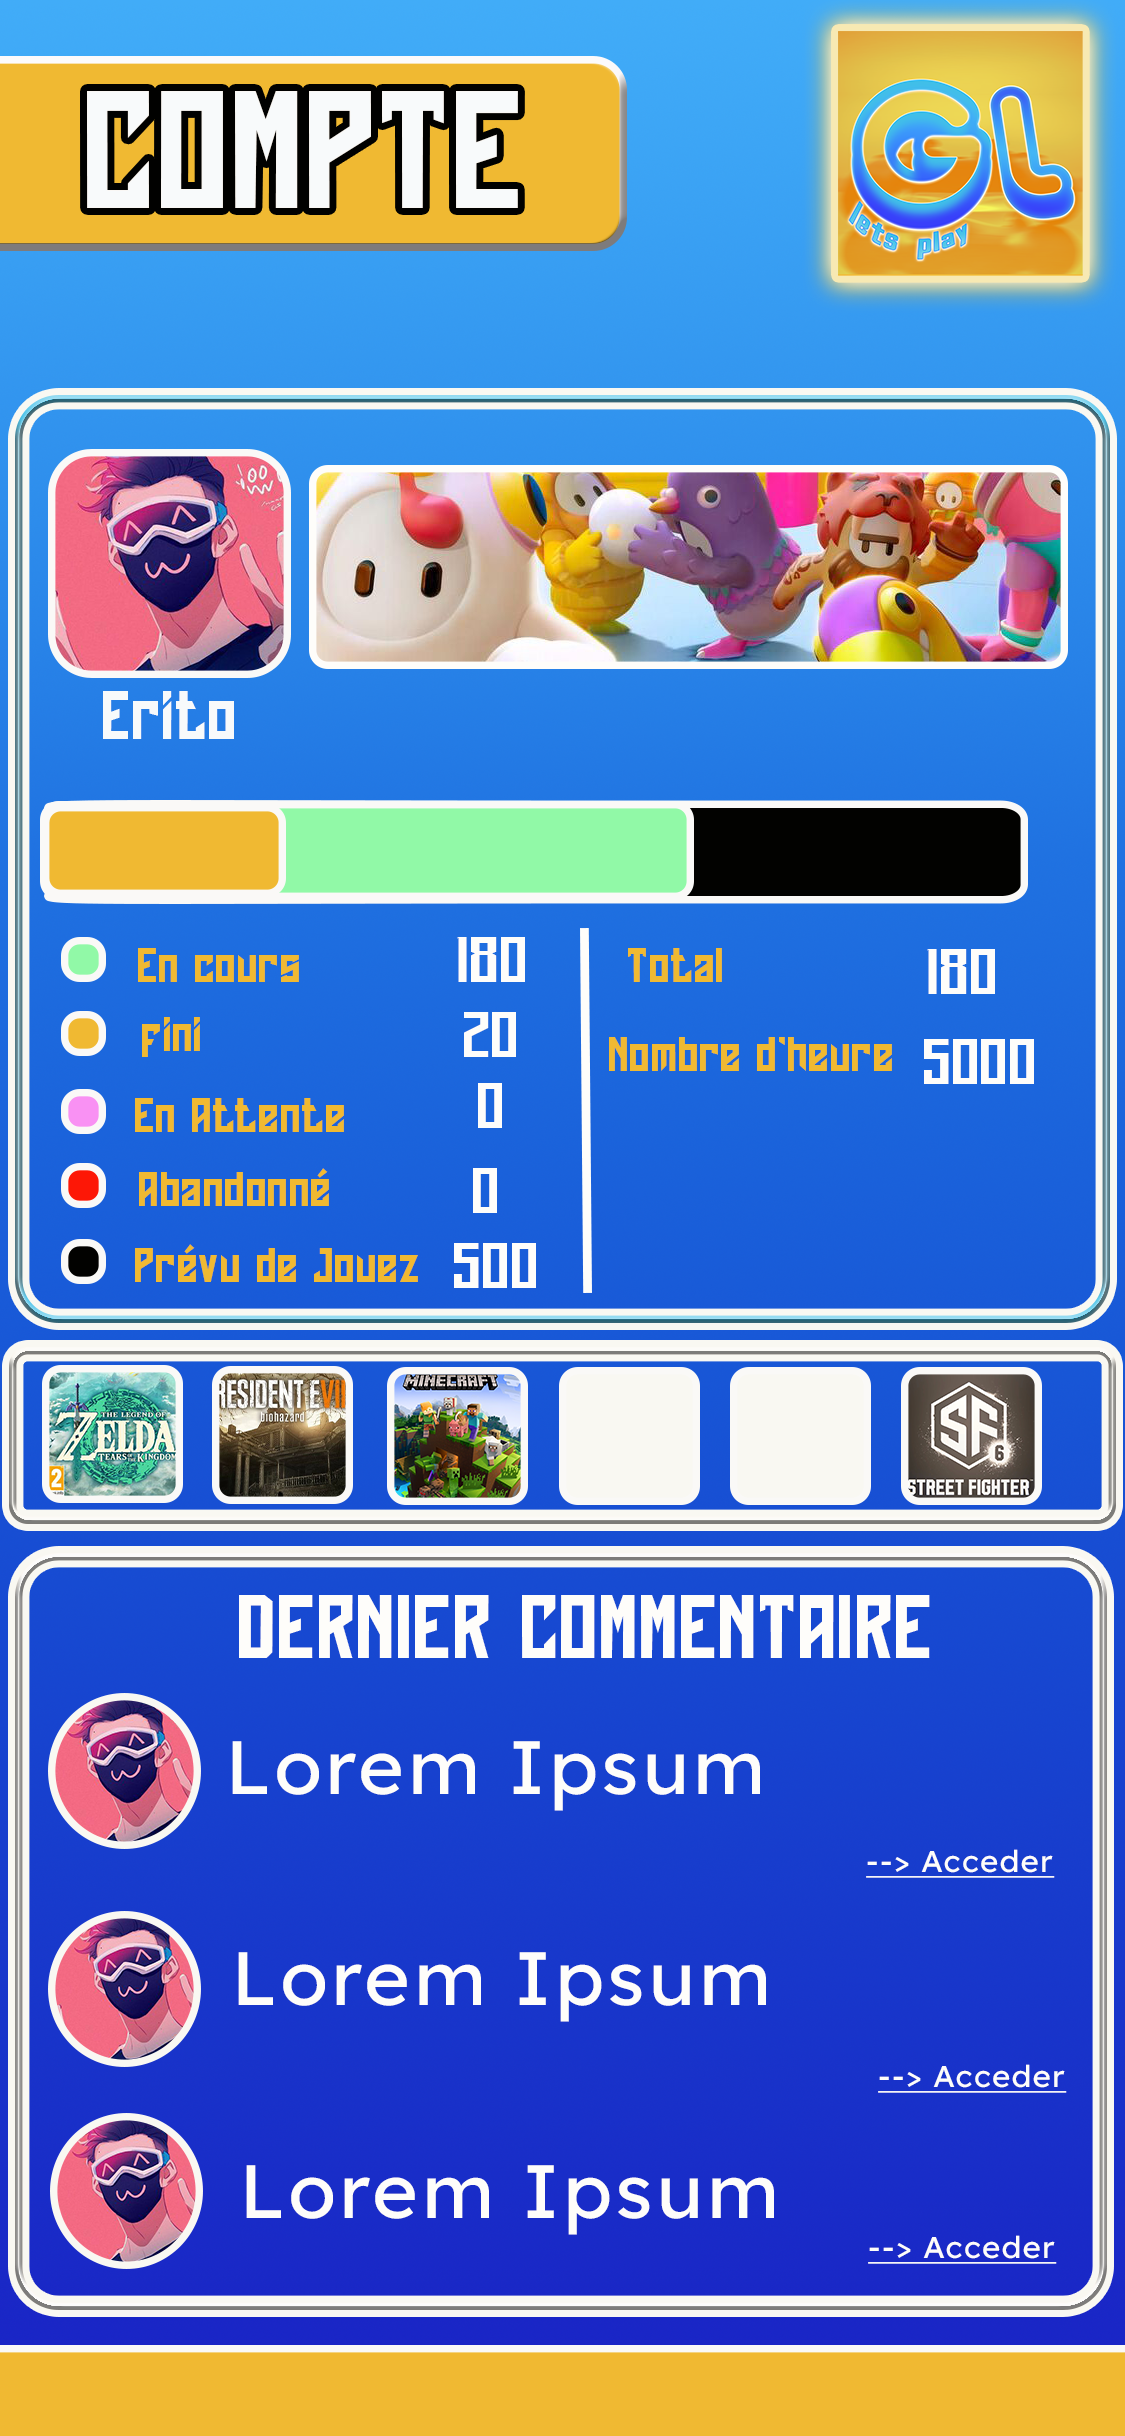 COMPTE
GL
lets play
Erito
En cours 180
Fini 20
En Attente 0
Abandonné 0
Prévu de Jouez 500
Total 180
Nombre d'heure 5000
THE LEGEND OF
ZELDA
TEARS OF THE KINGDOM
2
RESIDENT EVII
biohazard
MINECRAFT
SF
6
STREET FIGHTER
DERNIER COMMENTAIRE
Lorem Ipsum
--> Acceder
Lorem Ipsum
--> Acceder
Lorem Ipsum
--> Acceder